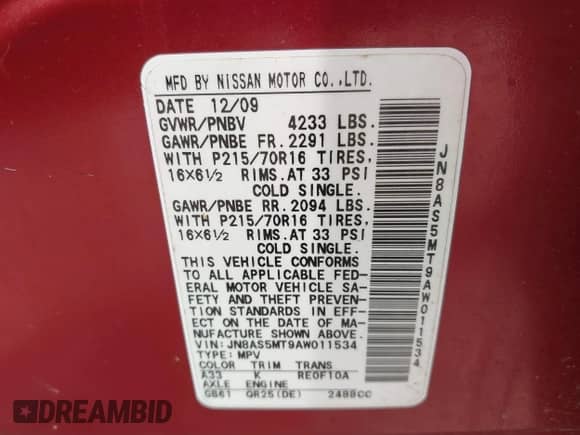 MFD BY NISSAN MOTOR CO.,LTD.
DATE 12/09
GVWR/PNBV 4233 LBS.
GAWR/PNBE FR. 2291 LBS.
WITH P215/70R16 TIRES,
16×6½ RIMS.AT 33 PSI
COLD SINGLE.
GAWR/PNBE RR. 2094 LBS.
WITH P215/70R16 TIRES,
16×6½ RIMS.AT 33 PSI
COLD SINGLE.
THIS VEHICLE CONFORMS
TO ALL APPLICABLE FED-
ERAL MOTOR VEHICLE SA-
FETY AND THEFT PREVEN-
TION STANDARDS IN EFF-
ECT ON THE DATE OF MA-
NUFACTURE SHOWN ABOVE.
VIN: JN8AS5MT9AW011534
TYPE: MPV
COLOR TRIM TRANS
A33 K RE0F10A
AXLE ENGINE
GB61 QR25(DE) 2488CC
JN8AS5MT9AW011534
DREAMBID